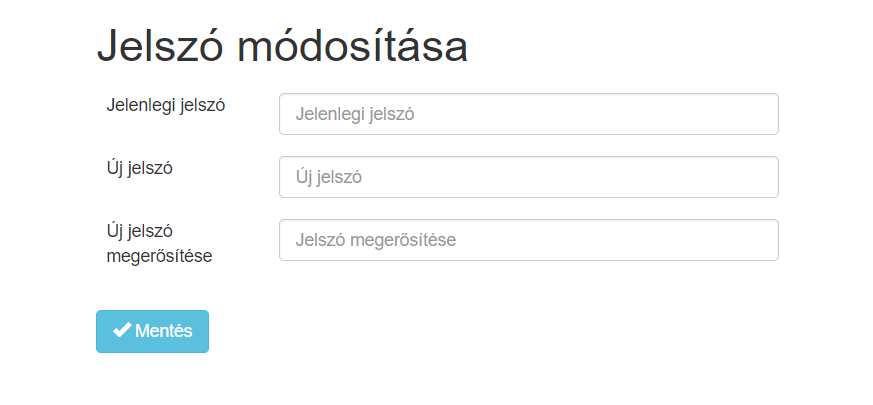 Jelszó módosítása
Jelenlegi jelszó
Jelenlegi jelszó
Új jelszó
Új jelszó
Új jelszó
megerősítése
Jelszó megerősítése
Mentés